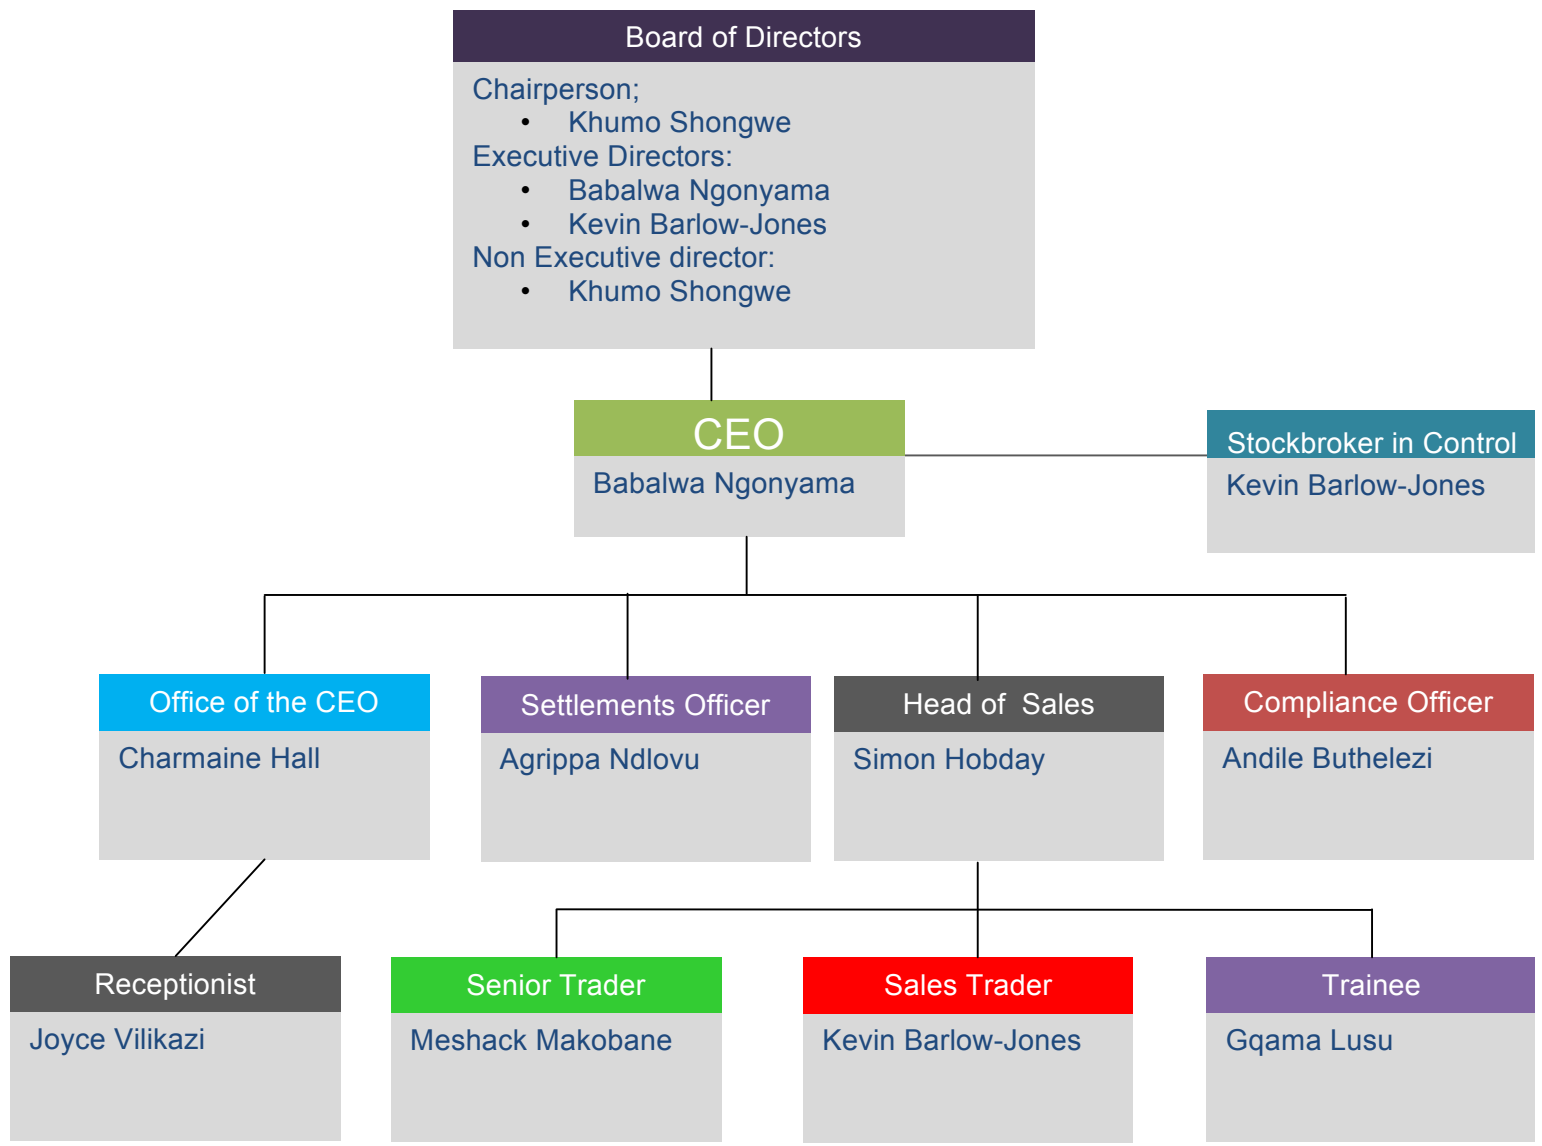 Board of Directors
Chairperson;
• Khumo Shongwe
Executive Directors:
• Babalwa Ngonyama
• Kevin Barlow-Jones
Non Executive director:
• Khumo Shongwe
CEO
Babalwa Ngonyama
Stockbroker in Control
Kevin Barlow-Jones
Office of the CEO
Charmaine Hall
Settlements Officer
Agrippa Ndlovu
Head of  Sales
Simon Hobday
Compliance Officer
Andile Buthelezi
Receptionist
Joyce Vilikazi
Senior Trader
Meshack Makobane
Sales Trader
Kevin Barlow-Jones
Trainee
Gqama Lusu